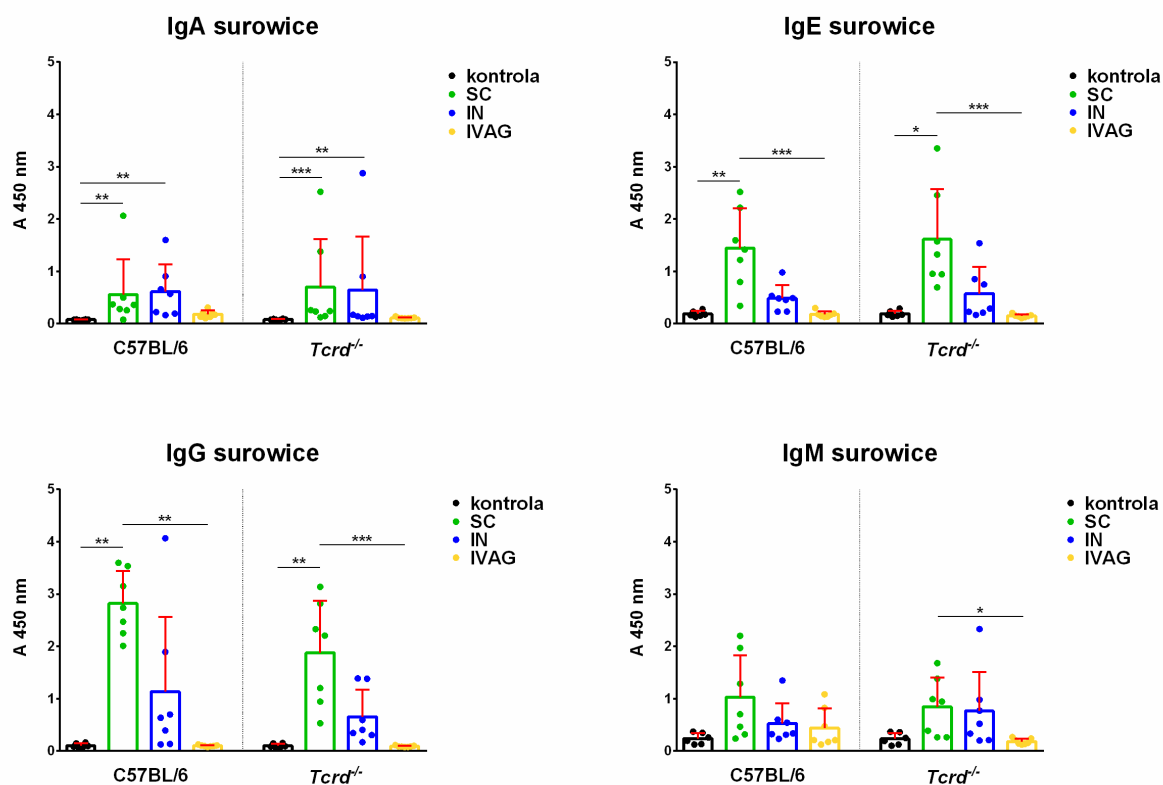 IgA surowice
5
4
3
2
1
0
A 450 nm
** ** *** **
kontrola
SC
IN
IVAG
C57BL/6 Tcrd-/-
IgE surowice
5
4
3
2
1
0
A 450 nm
** *** * ***
kontrola
SC
IN
IVAG
C57BL/6 Tcrd-/-
IgG surowice
5
4
3
2
1
0
A 450 nm
** ** ** ***
kontrola
SC
IN
IVAG
C57BL/6 Tcrd-/-
IgM surowice
5
4
3
2
1
0
A 450 nm
*
kontrola
SC
IN
IVAG
C57BL/6 Tcrd-/-